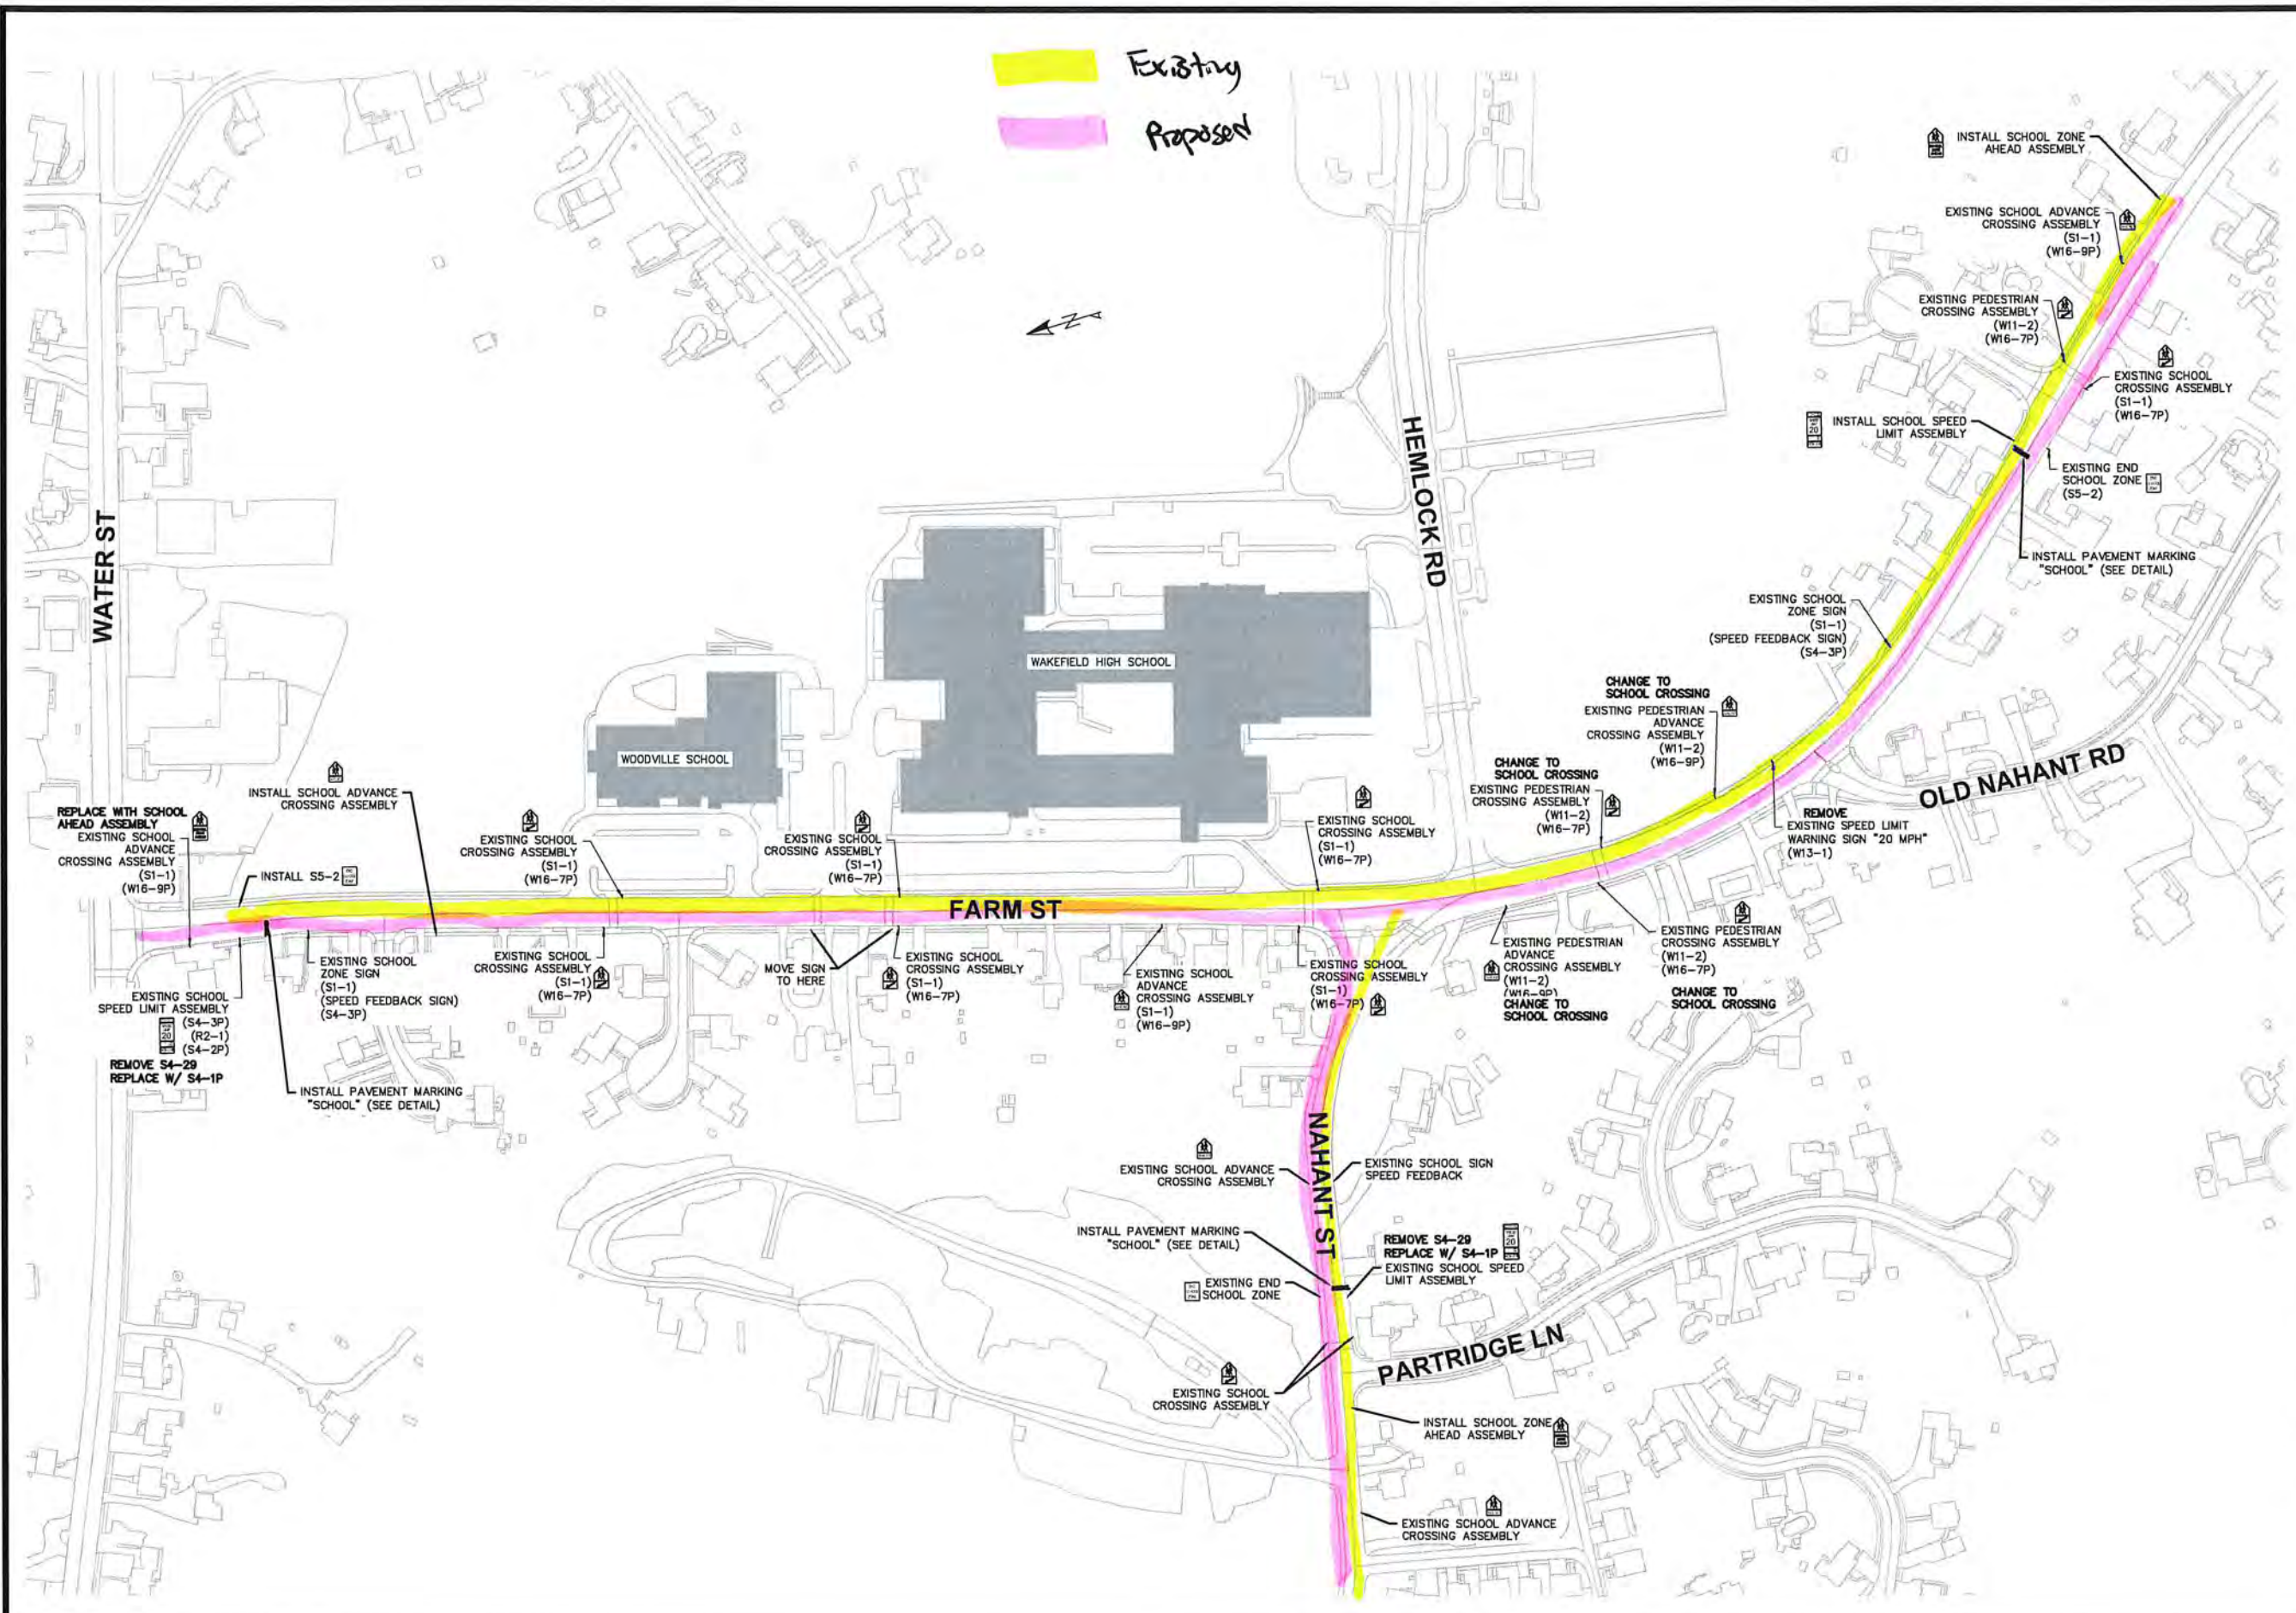 Existing
Proposed
INSTALL SCHOOL ZONE
AHEAD ASSEMBLY
EXISTING SCHOOL ADVANCE
CROSSING ASSEMBLY
(S1-1)
(W16-9P)
EXISTING PEDESTRIAN
CROSSING ASSEMBLY
(W11-2)
(W16-7P)
EXISTING SCHOOL
CROSSING ASSEMBLY
(S1-1)
(W16-7P)
INSTALL SCHOOL SPEED
LIMIT ASSEMBLY
20
EXISTING END
SCHOOL ZONE
(S5-2)
INSTALL PAVEMENT MARKING
"SCHOOL" (SEE DETAIL)
EXISTING SCHOOL
ZONE SIGN
(S1-1)
(SPEED FEEDBACK SIGN)
(S4-3P)
HEMLOCK RD
WATER ST
WAKEFIELD HIGH SCHOOL
WOODVILLE SCHOOL
CHANGE TO
SCHOOL CROSSING
EXISTING PEDESTRIAN
ADVANCE
CROSSING ASSEMBLY
(W11-2)
(W16-9P)
CHANGE TO
SCHOOL CROSSING
EXISTING PEDESTRIAN
CROSSING ASSEMBLY
(W11-2)
(W16-7P)
OLD NAHANT RD
REMOVE
EXISTING SPEED LIMIT
WARNING SIGN "20 MPH"
(W13-1)
INSTALL SCHOOL ADVANCE
CROSSING ASSEMBLY
REPLACE WITH SCHOOL
AHEAD ASSEMBLY
EXISTING SCHOOL
ADVANCE
CROSSING ASSEMBLY
(S1-1)
(W16-9P)
INSTALL S5-2
EXISTING SCHOOL
CROSSING ASSEMBLY
(S1-1)
(W16-7P)
EXISTING SCHOOL
CROSSING ASSEMBLY
(S1-1)
(W16-7P)
EXISTING SCHOOL
CROSSING ASSEMBLY
(S1-1)
(W16-7P)
FARM ST
EXISTING SCHOOL
SPEED LIMIT ASSEMBLY
(S4-3P)
20 (R2-1)
(S4-2P)
REMOVE S4-29
REPLACE W/ S4-1P
INSTALL PAVEMENT MARKING
"SCHOOL" (SEE DETAIL)
EXISTING SCHOOL
ZONE SIGN
(S1-1)
(SPEED FEEDBACK SIGN)
(S4-3P)
EXISTING SCHOOL
CROSSING ASSEMBLY
(S1-1)
(W16-7P)
MOVE SIGN
TO HERE
EXISTING SCHOOL
CROSSING ASSEMBLY
(S1-1)
(W16-7P)
EXISTING SCHOOL
ADVANCE
CROSSING ASSEMBLY
(S1-1)
(W16-9P)
EXISTING SCHOOL
CROSSING ASSEMBLY
(S1-1)
(W16-7P)
EXISTING PEDESTRIAN
ADVANCE
CROSSING ASSEMBLY
(W11-2)
(W16-9P)
CHANGE TO
SCHOOL CROSSING
EXISTING PEDESTRIAN
CROSSING ASSEMBLY
(W11-2)
(W16-7P)
CHANGE TO
SCHOOL CROSSING
NAHANT ST
EXISTING SCHOOL ADVANCE
CROSSING ASSEMBLY
EXISTING SCHOOL SIGN
SPEED FEEDBACK
INSTALL PAVEMENT MARKING
"SCHOOL" (SEE DETAIL)
REMOVE S4-29
REPLACE W/ S4-1P
20
EXISTING SCHOOL SPEED
LIMIT ASSEMBLY
EXISTING END
SCHOOL ZONE
PARTRIDGE LN
EXISTING SCHOOL
CROSSING ASSEMBLY
INSTALL SCHOOL ZONE
AHEAD ASSEMBLY
EXISTING SCHOOL ADVANCE
CROSSING ASSEMBLY